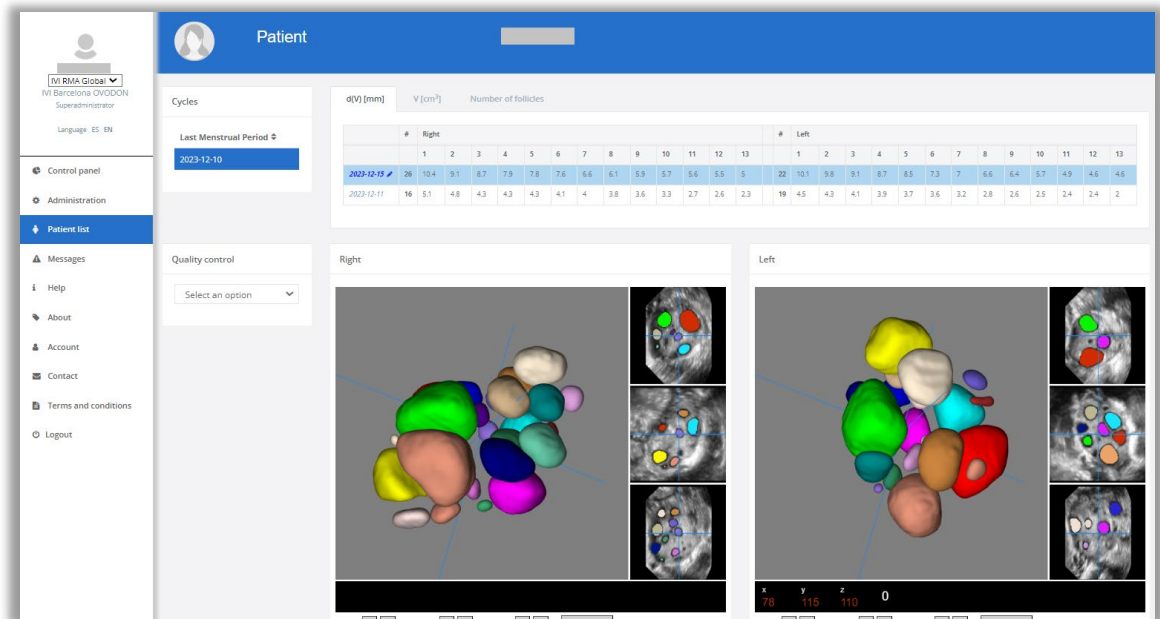 Patient
IVI RMA Global
IVI Barcelona OVODON
Superadministrator
Language ES EN
Control panel
Administration
Patient list
Messages
Help
About
Account
Contact
Terms and conditions
Logout
Cycles
Last Menstrual Period
2023-12-10
Quality control
Select an option
d(V) [mm] V [cm³] Number of follicles
# Right # Left
1 2 3 4 5 6 7 8 9 10 11 12 13 1 2 3 4 5 6 7 8 9 10 11 12 13
2023-12-15 26 10.4 9.1 8.7 7.9 7.8 7.6 6.6 6.1 5.9 5.7 5.6 5.5 5 22 10.1 9.8 9.1 8.7 8.5 7.3 7 6.6 6.4 5.7 4.9 4.6 4.6
2023-12-11 16 5.1 4.8 4.3 4.3 4.3 4.1 4 3.8 3.6 3.3 2.7 2.6 2.3 19 4.5 4.3 4.1 3.9 3.7 3.6 3.2 2.8 2.6 2.5 2.4 2.4 2
Right
Left
x y z
78 115 110 0